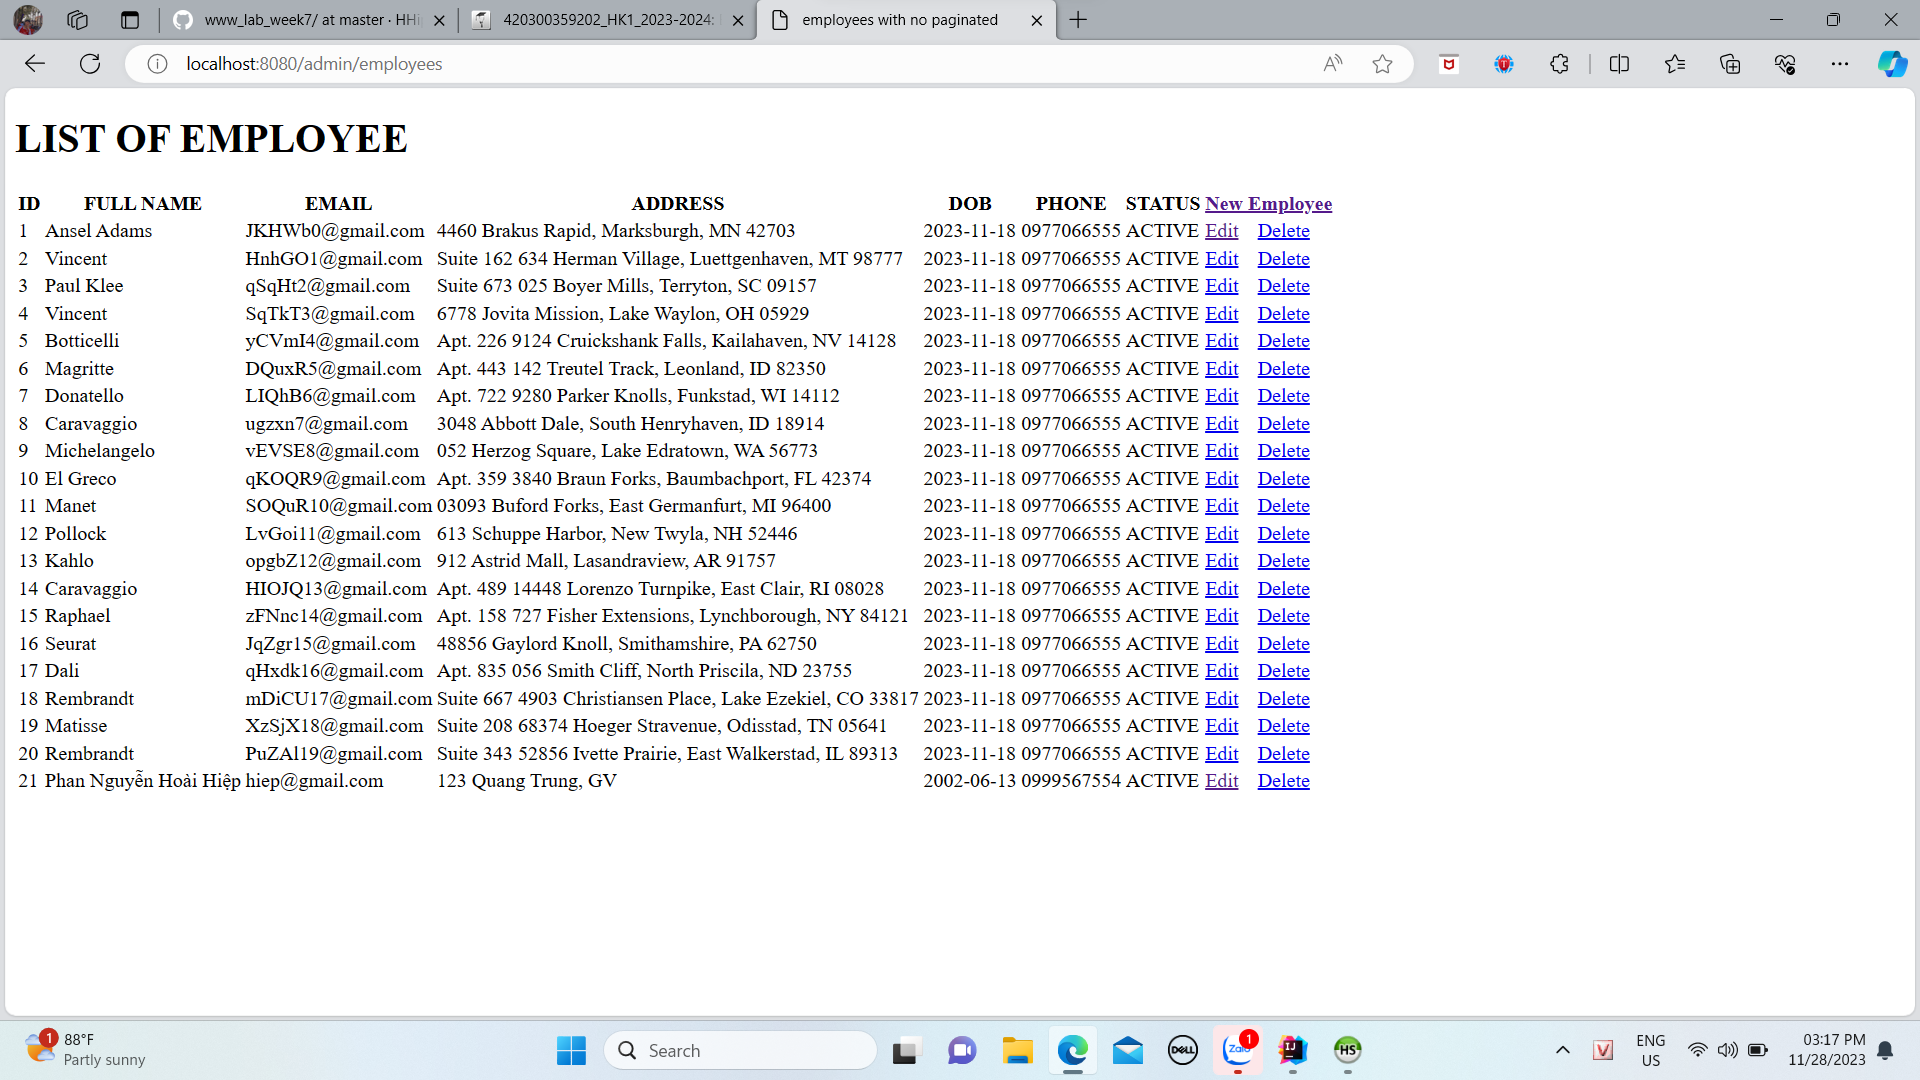 www_lab_week7/ at master · HHi
420300359202_HK1_2023-2024:
employees with no paginated
localhost:8080/admin/employees
LIST OF EMPLOYEE
ID FULL NAME EMAIL ADDRESS DOB PHONE STATUS New Employee
1 Ansel Adams JKHWb0@gmail.com 4460 Brakus Rapid, Marksburgh, MN 42703 2023-11-18 0977066555 ACTIVE Edit Delete
2 Vincent HnhGO1@gmail.com Suite 162 634 Herman Village, Luettgenhaven, MT 98777 2023-11-18 0977066555 ACTIVE Edit Delete
3 Paul Klee qSqHt2@gmail.com Suite 673 025 Boyer Mills, Terryton, SC 09157 2023-11-18 0977066555 ACTIVE Edit Delete
4 Vincent SqTkT3@gmail.com 6778 Jovita Mission, Lake Waylon, OH 05929 2023-11-18 0977066555 ACTIVE Edit Delete
5 Botticelli yCVmI4@gmail.com Apt. 226 9124 Cruickshank Falls, Kailahaven, NV 14128 2023-11-18 0977066555 ACTIVE Edit Delete
6 Magritte DQuxR5@gmail.com Apt. 443 142 Treutel Track, Leonland, ID 82350 2023-11-18 0977066555 ACTIVE Edit Delete
7 Donatello LIQhB6@gmail.com Apt. 722 9280 Parker Knolls, Funkstad, WI 14112 2023-11-18 0977066555 ACTIVE Edit Delete
8 Caravaggio ugzxn7@gmail.com 3048 Abbott Dale, South Henryhaven, ID 18914 2023-11-18 0977066555 ACTIVE Edit Delete
9 Michelangelo vEVSE8@gmail.com 052 Herzog Square, Lake Edratown, WA 56773 2023-11-18 0977066555 ACTIVE Edit Delete
10 El Greco qKOQR9@gmail.com Apt. 359 3840 Braun Forks, Baumbachport, FL 42374 2023-11-18 0977066555 ACTIVE Edit Delete
11 Manet SOQuR10@gmail.com 03093 Buford Forks, East Germanfurt, MI 96400 2023-11-18 0977066555 ACTIVE Edit Delete
12 Pollock LvGoi11@gmail.com 613 Schuppe Harbor, New Twyla, NH 52446 2023-11-18 0977066555 ACTIVE Edit Delete
13 Kahlo opgbZ12@gmail.com 912 Astrid Mall, Lasandraview, AR 91757 2023-11-18 0977066555 ACTIVE Edit Delete
14 Caravaggio HIOJQ13@gmail.com Apt. 489 14448 Lorenzo Turnpike, East Clair, RI 08028 2023-11-18 0977066555 ACTIVE Edit Delete
15 Raphael zFNnc14@gmail.com Apt. 158 727 Fisher Extensions, Lynchborough, NY 84121 2023-11-18 0977066555 ACTIVE Edit Delete
16 Seurat JqZgr15@gmail.com 48856 Gaylord Knoll, Smithamshire, PA 62750 2023-11-18 0977066555 ACTIVE Edit Delete
17 Dali qHxdk16@gmail.com Apt. 835 056 Smith Cliff, North Priscila, ND 23755 2023-11-18 0977066555 ACTIVE Edit Delete
18 Rembrandt mDiCU17@gmail.com Suite 667 4903 Christiansen Place, Lake Ezekiel, CO 33817 2023-11-18 0977066555 ACTIVE Edit Delete
19 Matisse XzSjX18@gmail.com Suite 208 68374 Hoeger Stravenue, Odisstad, TN 05641 2023-11-18 0977066555 ACTIVE Edit Delete
20 Rembrandt PuZAl19@gmail.com Suite 343 52856 Ivette Prairie, East Walkerstad, IL 89313 2023-11-18 0977066555 ACTIVE Edit Delete
21 Phan Nguyễn Hoài Hiệp hiep@gmail.com 123 Quang Trung, GV 2002-06-13 0999567554 ACTIVE Edit Delete
1
88°F
Partly sunny
Search
DELL
Zalo
1
IJ
HS
V
ENG
US
03:17 PM
11/28/2023